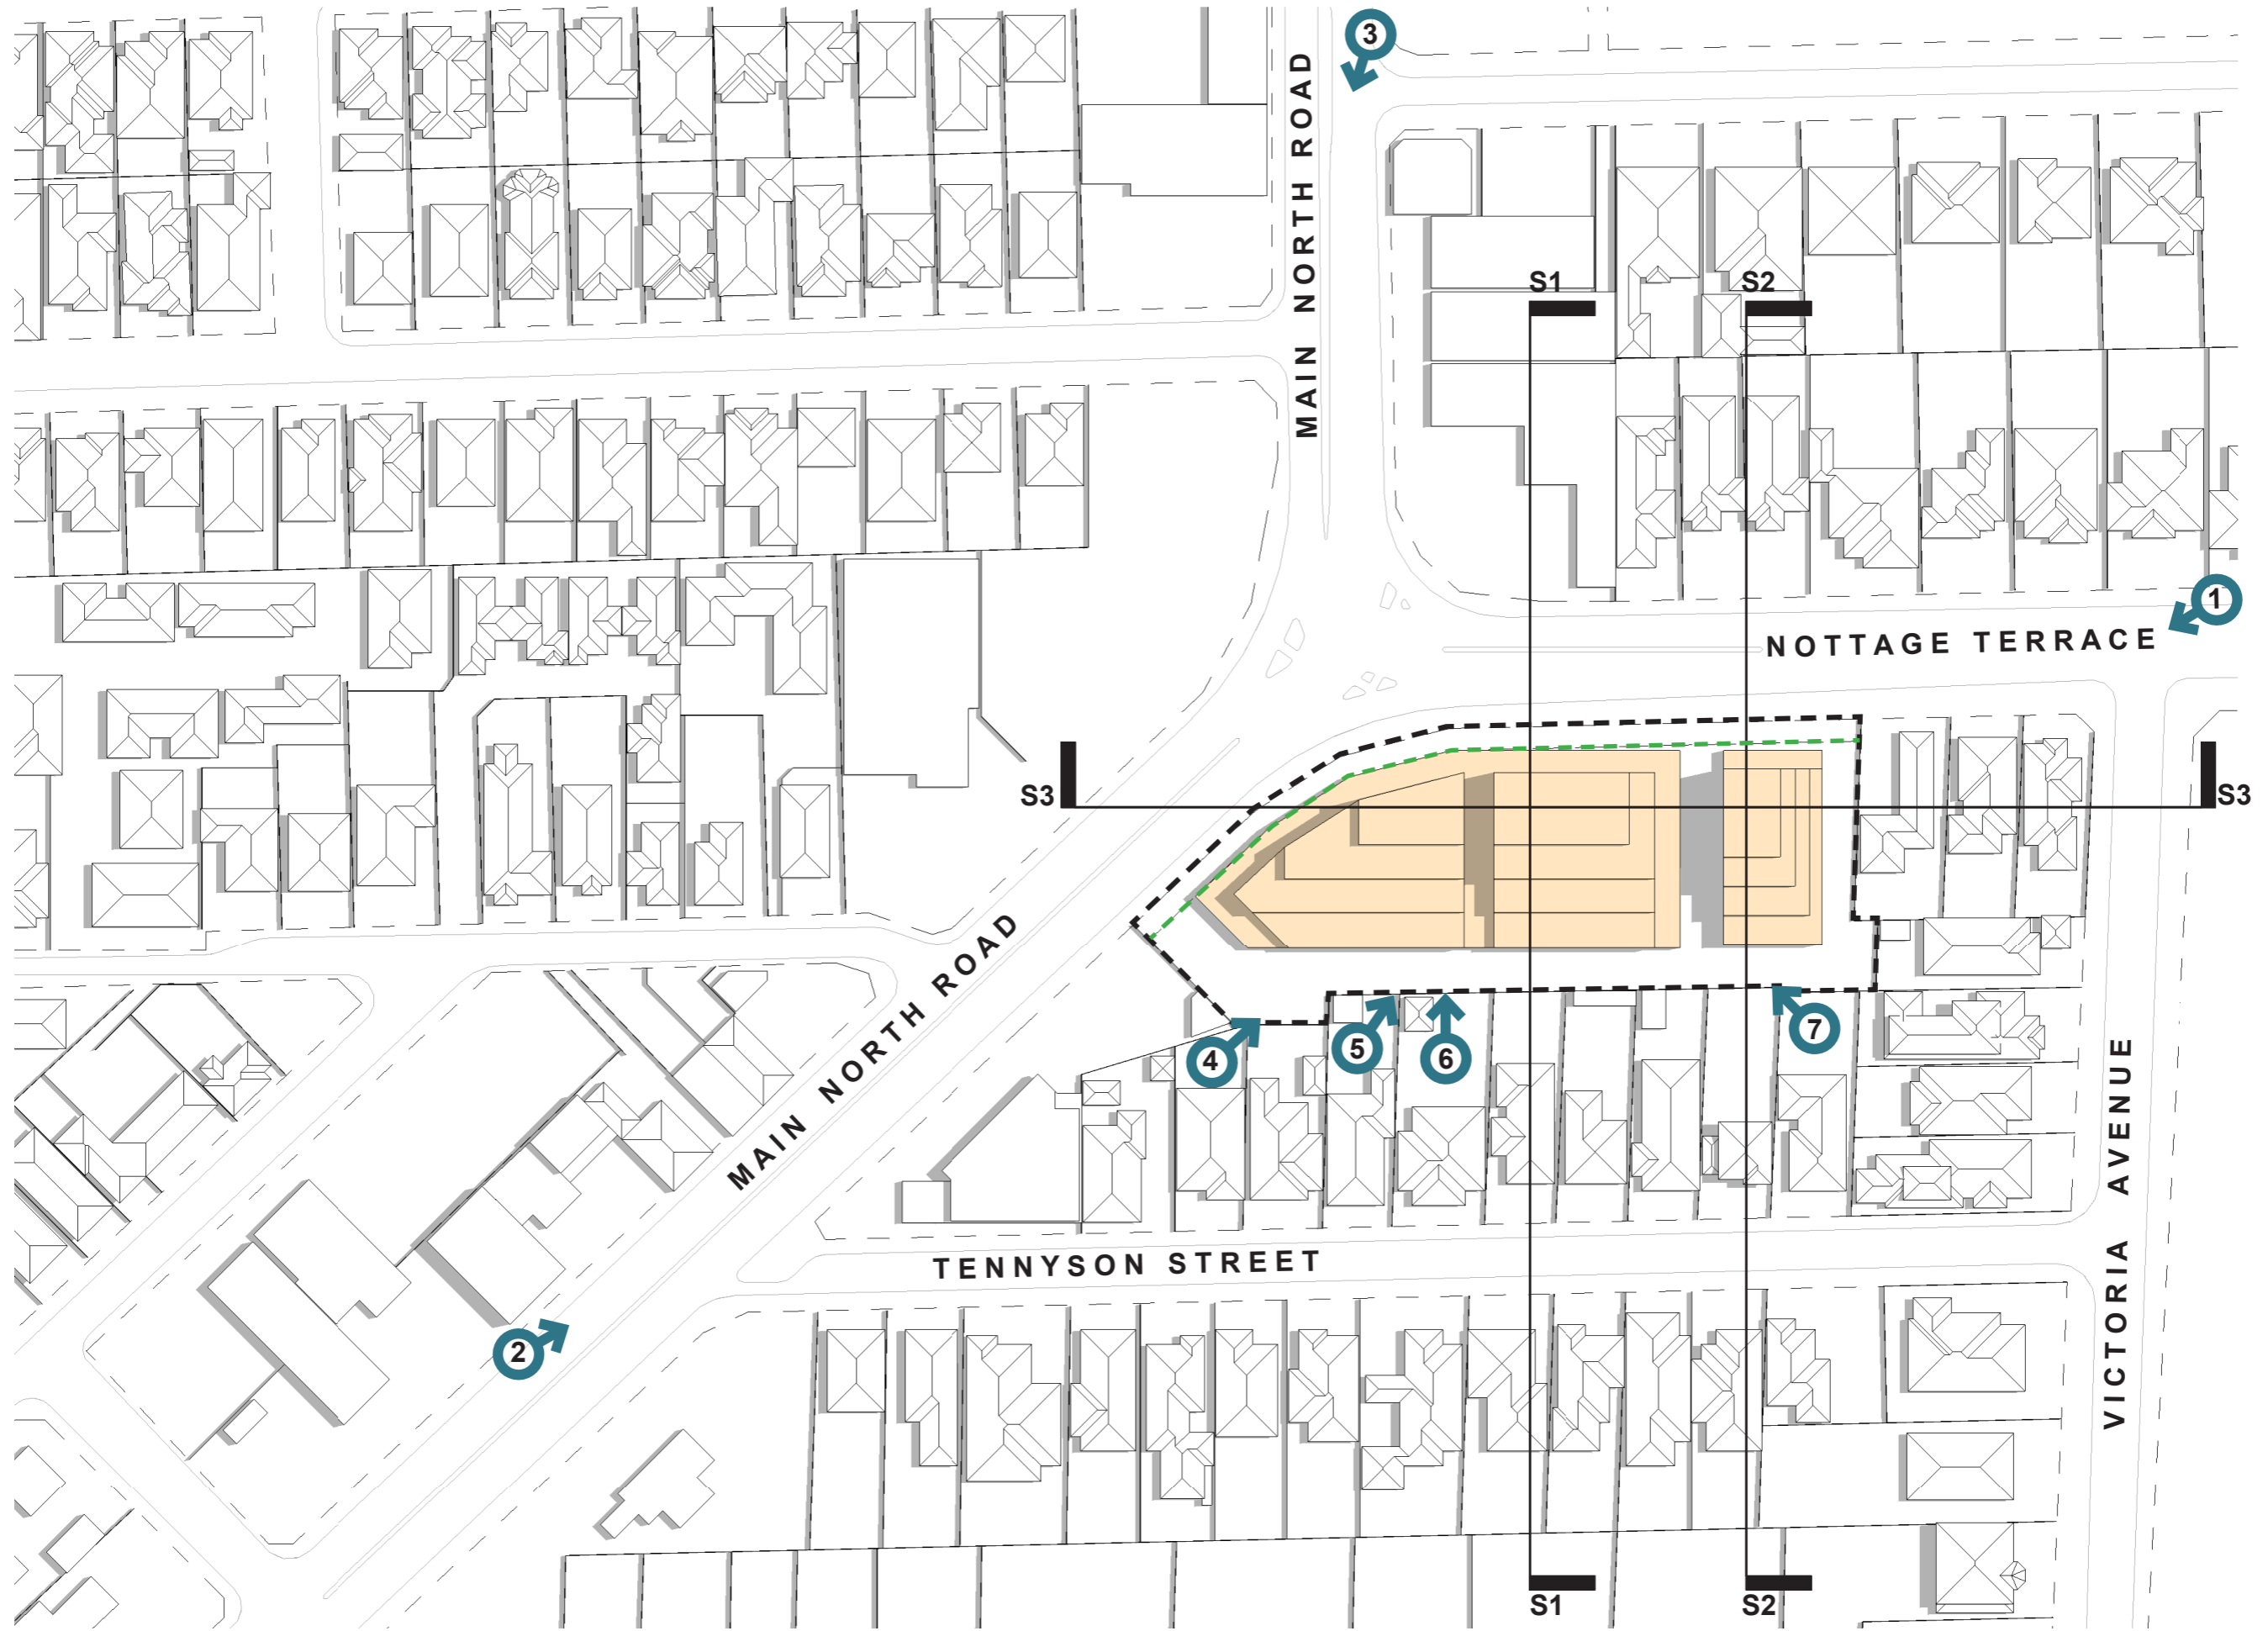 3
MAIN NORTH ROAD
S1
S2
1
NOTTAGE TERRACE
S3
S3
MAIN NORTH ROAD
4
5
6
7
VICTORIA AVENUE
TENNYSON STREET
2
S1
S2